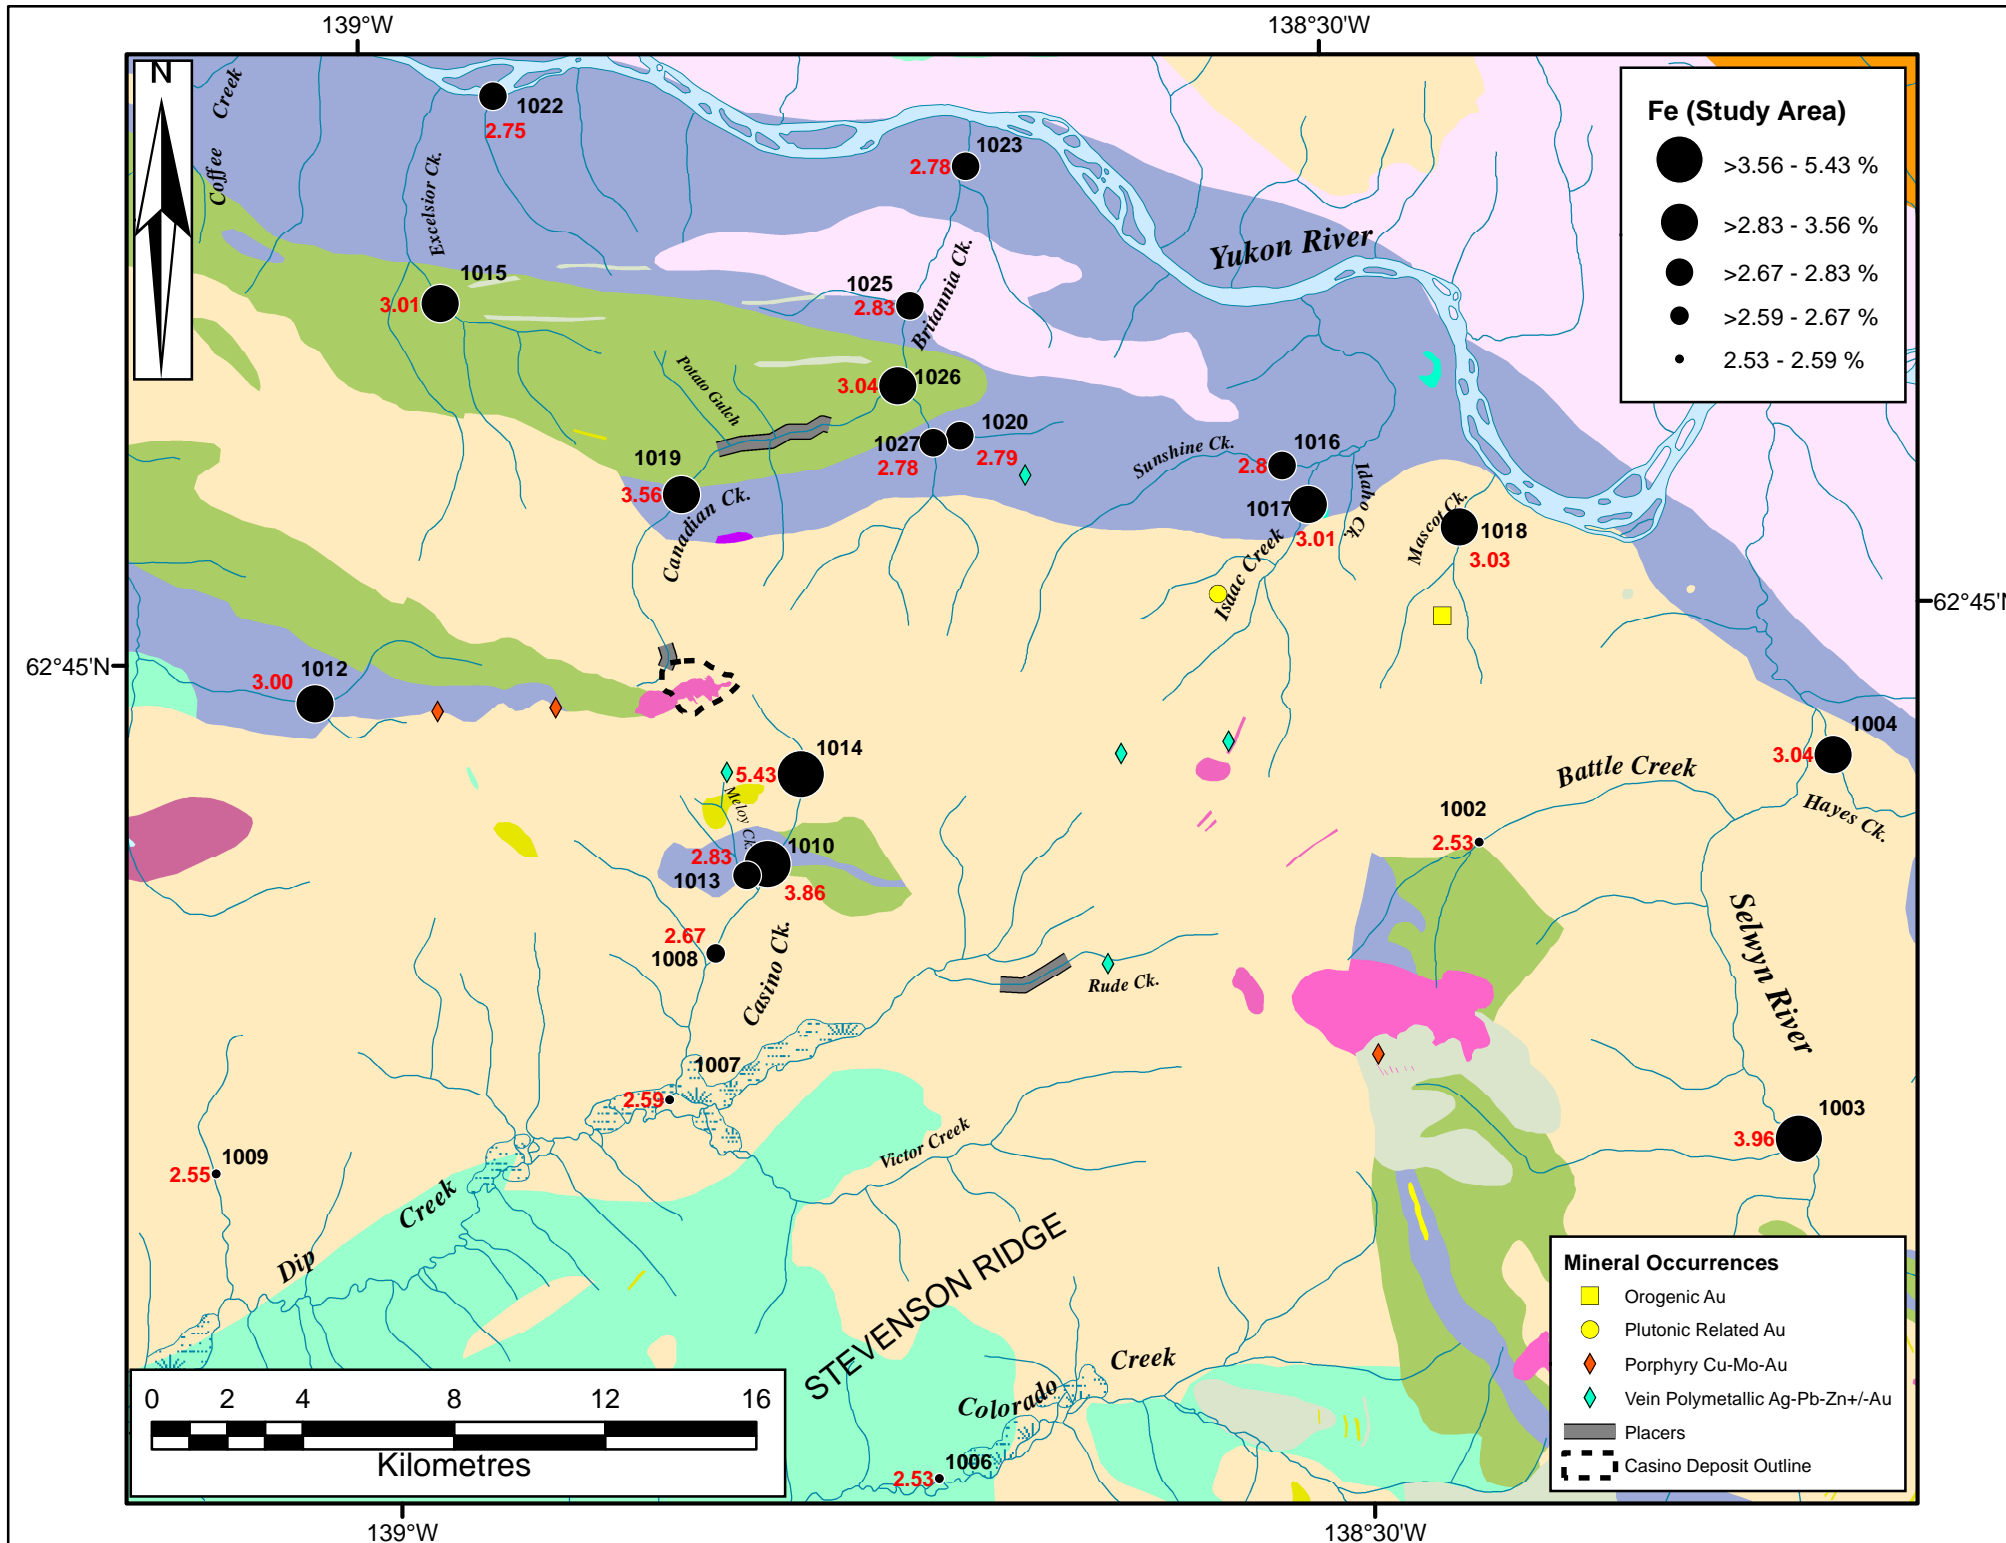 139°W
138°30'W
N
Coffee Creek
1022
2.75
Excelsior Ck.
1023
2.78
Yukon River
Fe (Study Area)
>3.56 - 5.43 %
>2.83 - 3.56 %
>2.67 - 2.83 %
>2.59 - 2.67 %
2.53 - 2.59 %
1015
3.01
1025
2.83
Britannia Ck.
Potato Gulch
3.04
1026
1020
1027
2.78
2.79
1019
3.56
Canadian Ck.
Sunshine Ck.
1016
2.8
1017
3.01
Idaho Ck.
Isaac Creek
Mascot Ck.
1018
3.03
62°45'N
62°45'N
1012
3.00
1014
5.43
Meloy Ck.
1010
2.83
1013
3.86
1004
3.04
Battle Creek
Hayes Ck.
1002
2.53
2.67
1008
Casino Ck.
Rude Ck.
Selwyn River
1007
2.59
1003
3.96
1009
2.55
Victor Creek
Dip Creek
STEVENSON RIDGE
Colorado Creek
1006
2.53
Mineral Occurrences
Orogenic Au
Plutonic Related Au
Porphyry Cu-Mo-Au
Vein Polymetallic Ag-Pb-Zn+/-Au
Placers
Casino Deposit Outline
0 2 4 8 12 16
Kilometres
139°W
138°30'W